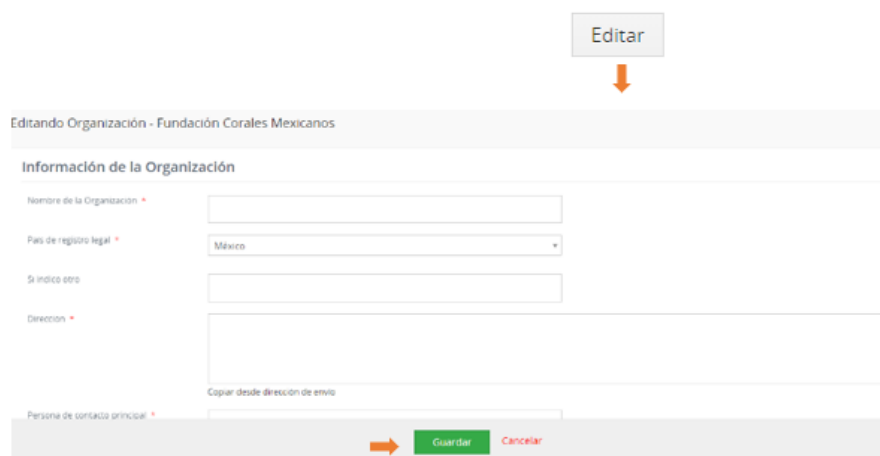 Editar
Editando Organización - Fundación Corales Mexicanos
Información de la Organización
Nombre de la Organización *
País de registro legal *
México
Si indico otro
Dirección *
Copiar desde dirección de envío
Persona de contacto principal *
Guardar Cancelar